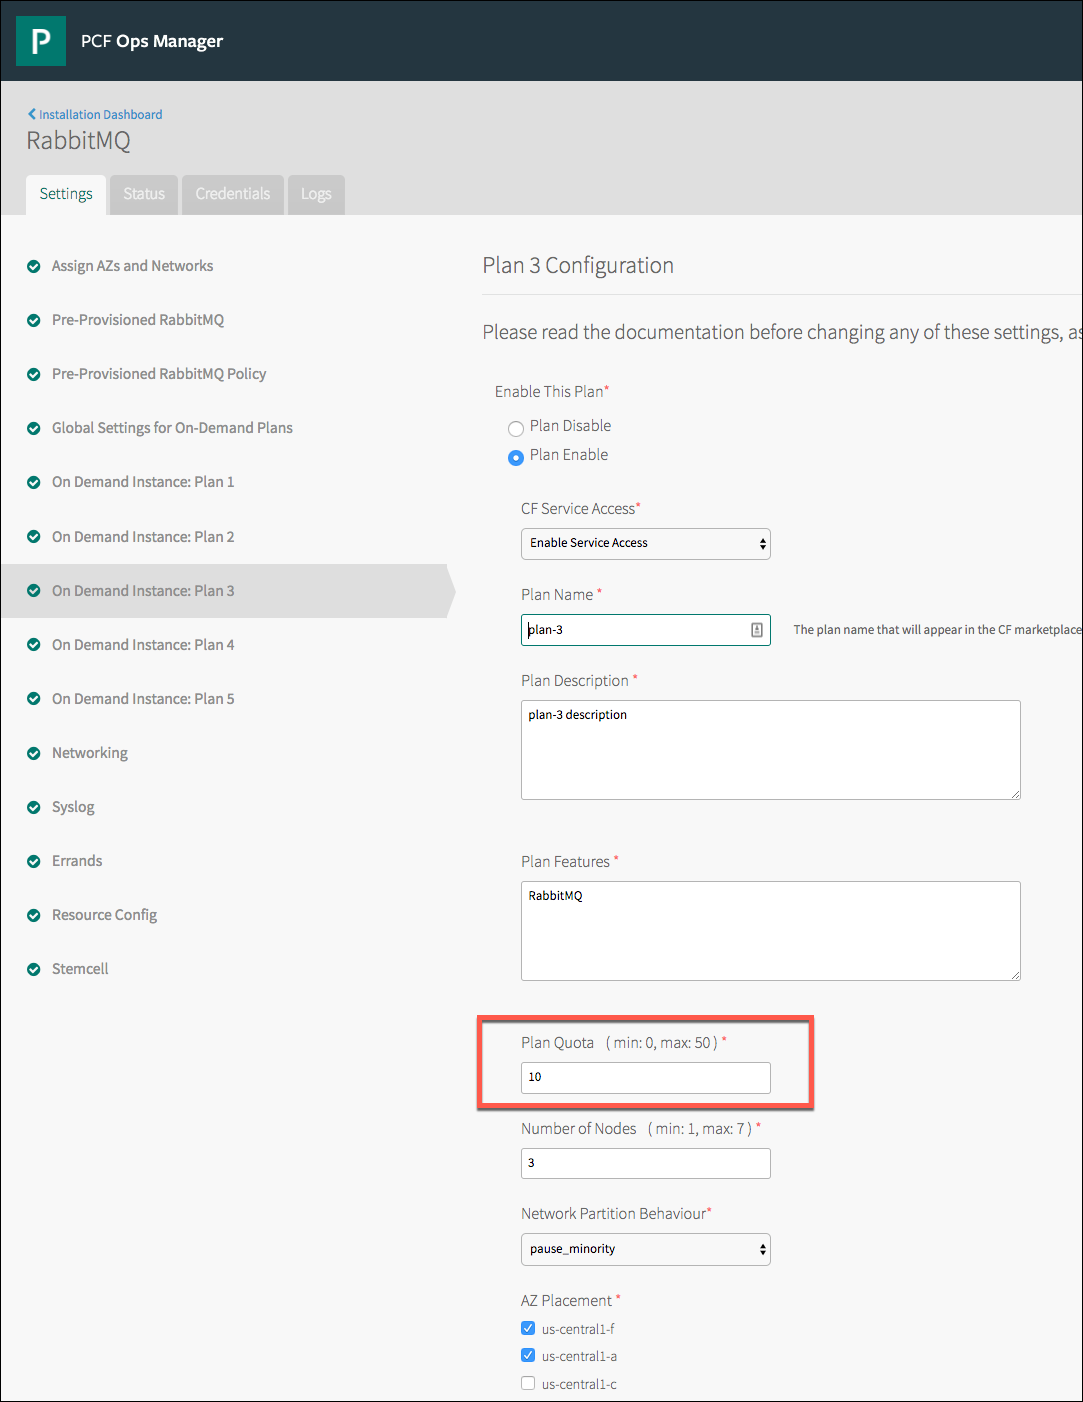 P
PCF Ops Manager
Installation Dashboard
RabbitMQ
Settings
Status
Credentials
Logs
Assign AZs and Networks
Pre-Provisioned RabbitMQ
Pre-Provisioned RabbitMQ Policy
Global Settings for On-Demand Plans
On Demand Instance: Plan 1
On Demand Instance: Plan 2
On Demand Instance: Plan 3
On Demand Instance: Plan 4
On Demand Instance: Plan 5
Networking
Syslog
Errands
Resource Config
Stemcell
Plan 3 Configuration
Please read the documentation before changing any of these settings, as
Enable This Plan*
Plan Disable
Plan Enable
CF Service Access*
Enable Service Access
Plan Name *
plan-3
The plan name that will appear in the CF marketplace
Plan Description *
plan-3 description
Plan Features *
RabbitMQ
Plan Quota ( min: 0, max: 50 ) *
10
Number of Nodes ( min: 1, max: 7 ) *
3
Network Partition Behaviour*
pause_minority
AZ Placement *
us-central1-f
us-central1-a
us-central1-c